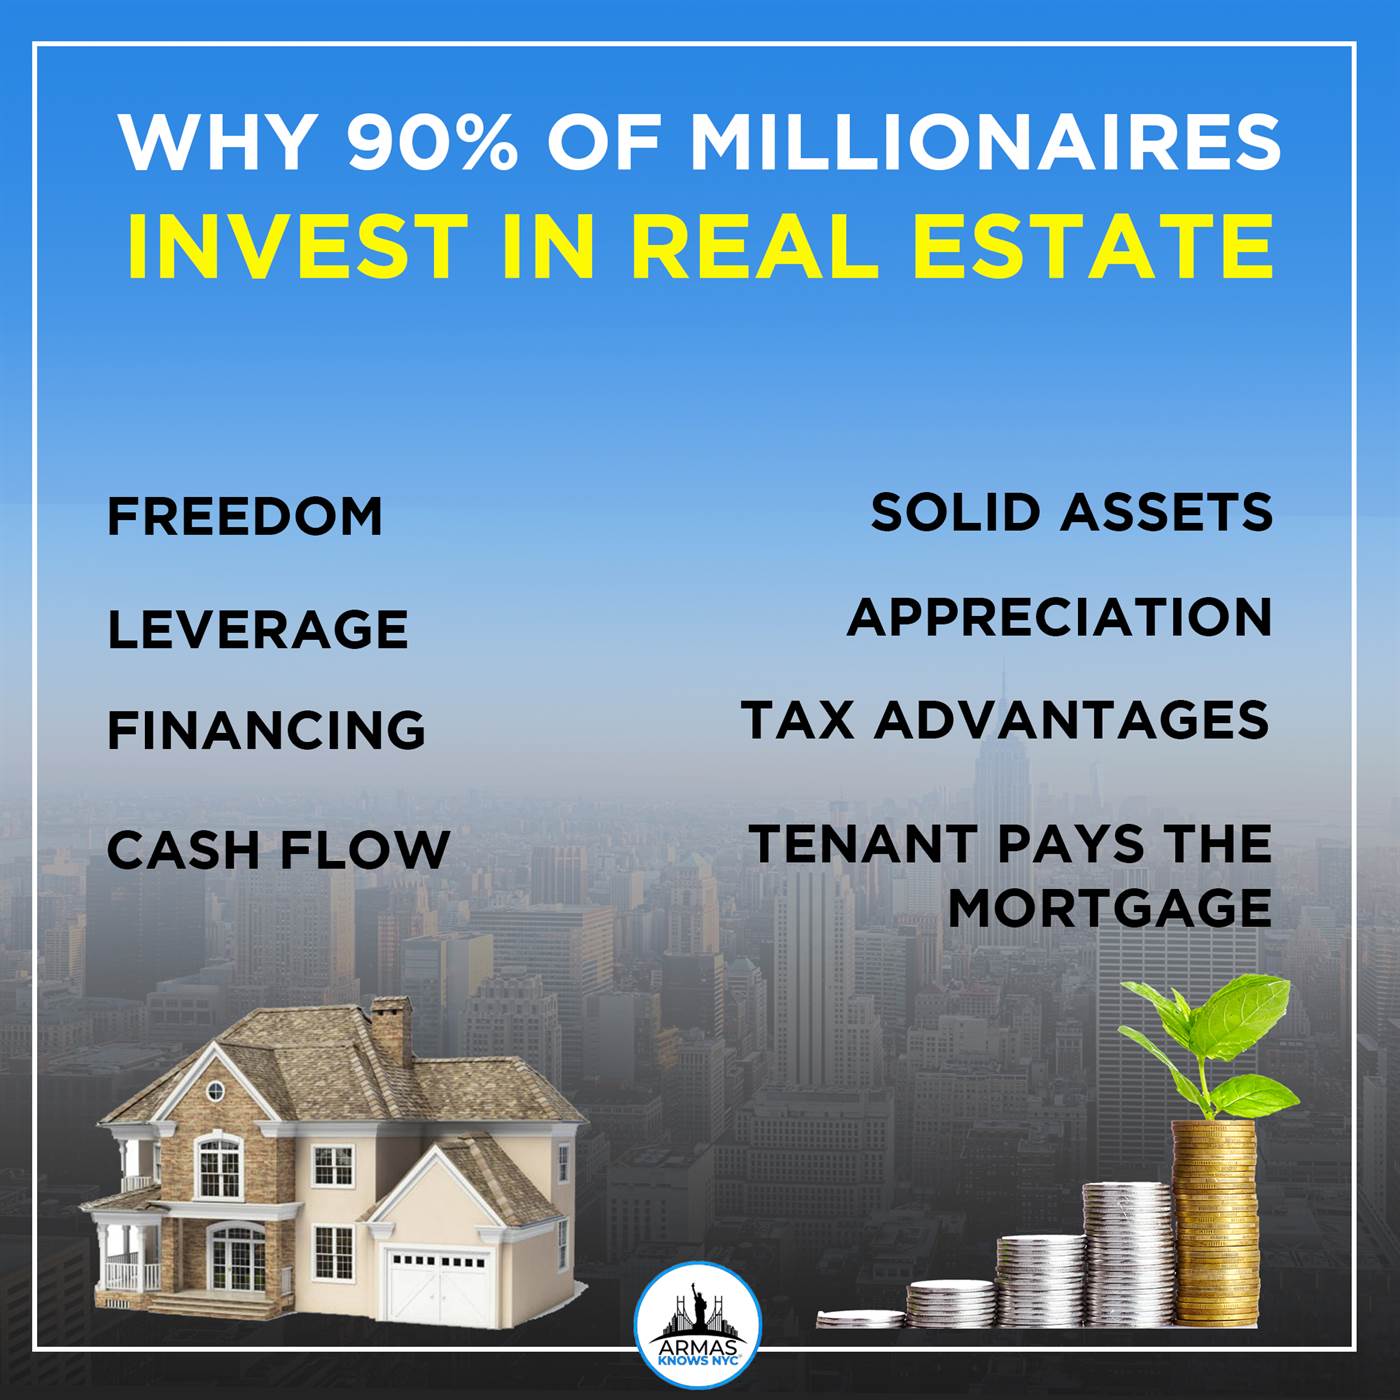 WHY 90% OF MILLIONAIRES
INVEST IN REAL ESTATE
FREEDOM
LEVERAGE
FINANCING
CASH FLOW
SOLID ASSETS
APPRECIATION
TAX ADVANTAGES
TENANT PAYS THE
MORTGAGE
ARMAS
KNOWS NYC